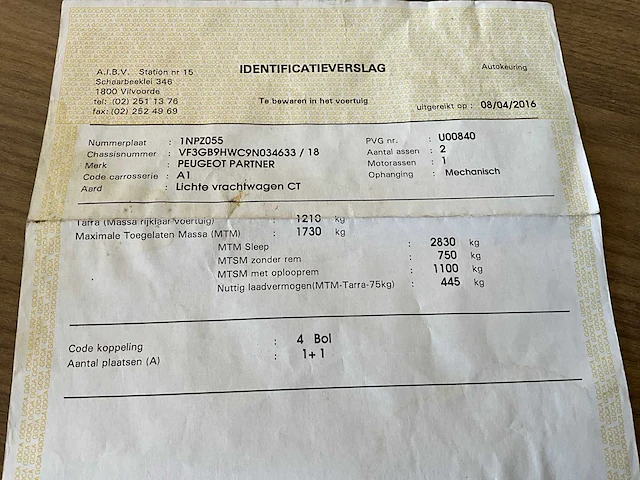 IDENTIFICATIEVERSLAG
Autokeuring
A.I.B.V. Station nr 15
Schaarbeeklei 346
1800 Vilvoorde
tel: (02) 251 13 76
fax: (02) 252 49 69
Te bewaren in het voertuig
uitgereikt op : 08/04/2016
Nummerplaat : 1NPZ055
PVG nr. : U00840
Chassisnummer : VF3GB9HWC9N034633 / 18
Aantal assen : 2
Merk : PEUGEOT PARTNER
Motorassen : 1
Code carrosserie : A1
Ophanging : Mechanisch
Aard : Lichte vrachtwagen CT
Tarra (Massa rijklaar voertuig) : 1210 kg
Maximale Toegelaten Massa (MTM) : 1730 kg
MTM Sleep : 2830 kg
MTSM zonder rem : 750 kg
MTSM met oplooprem : 1100 kg
Nuttig laadvermogen(MTM-Tarra-75kg) : 445 kg
Code koppeling : 4 Bol
Aantal plaatsen (A) : 1+1